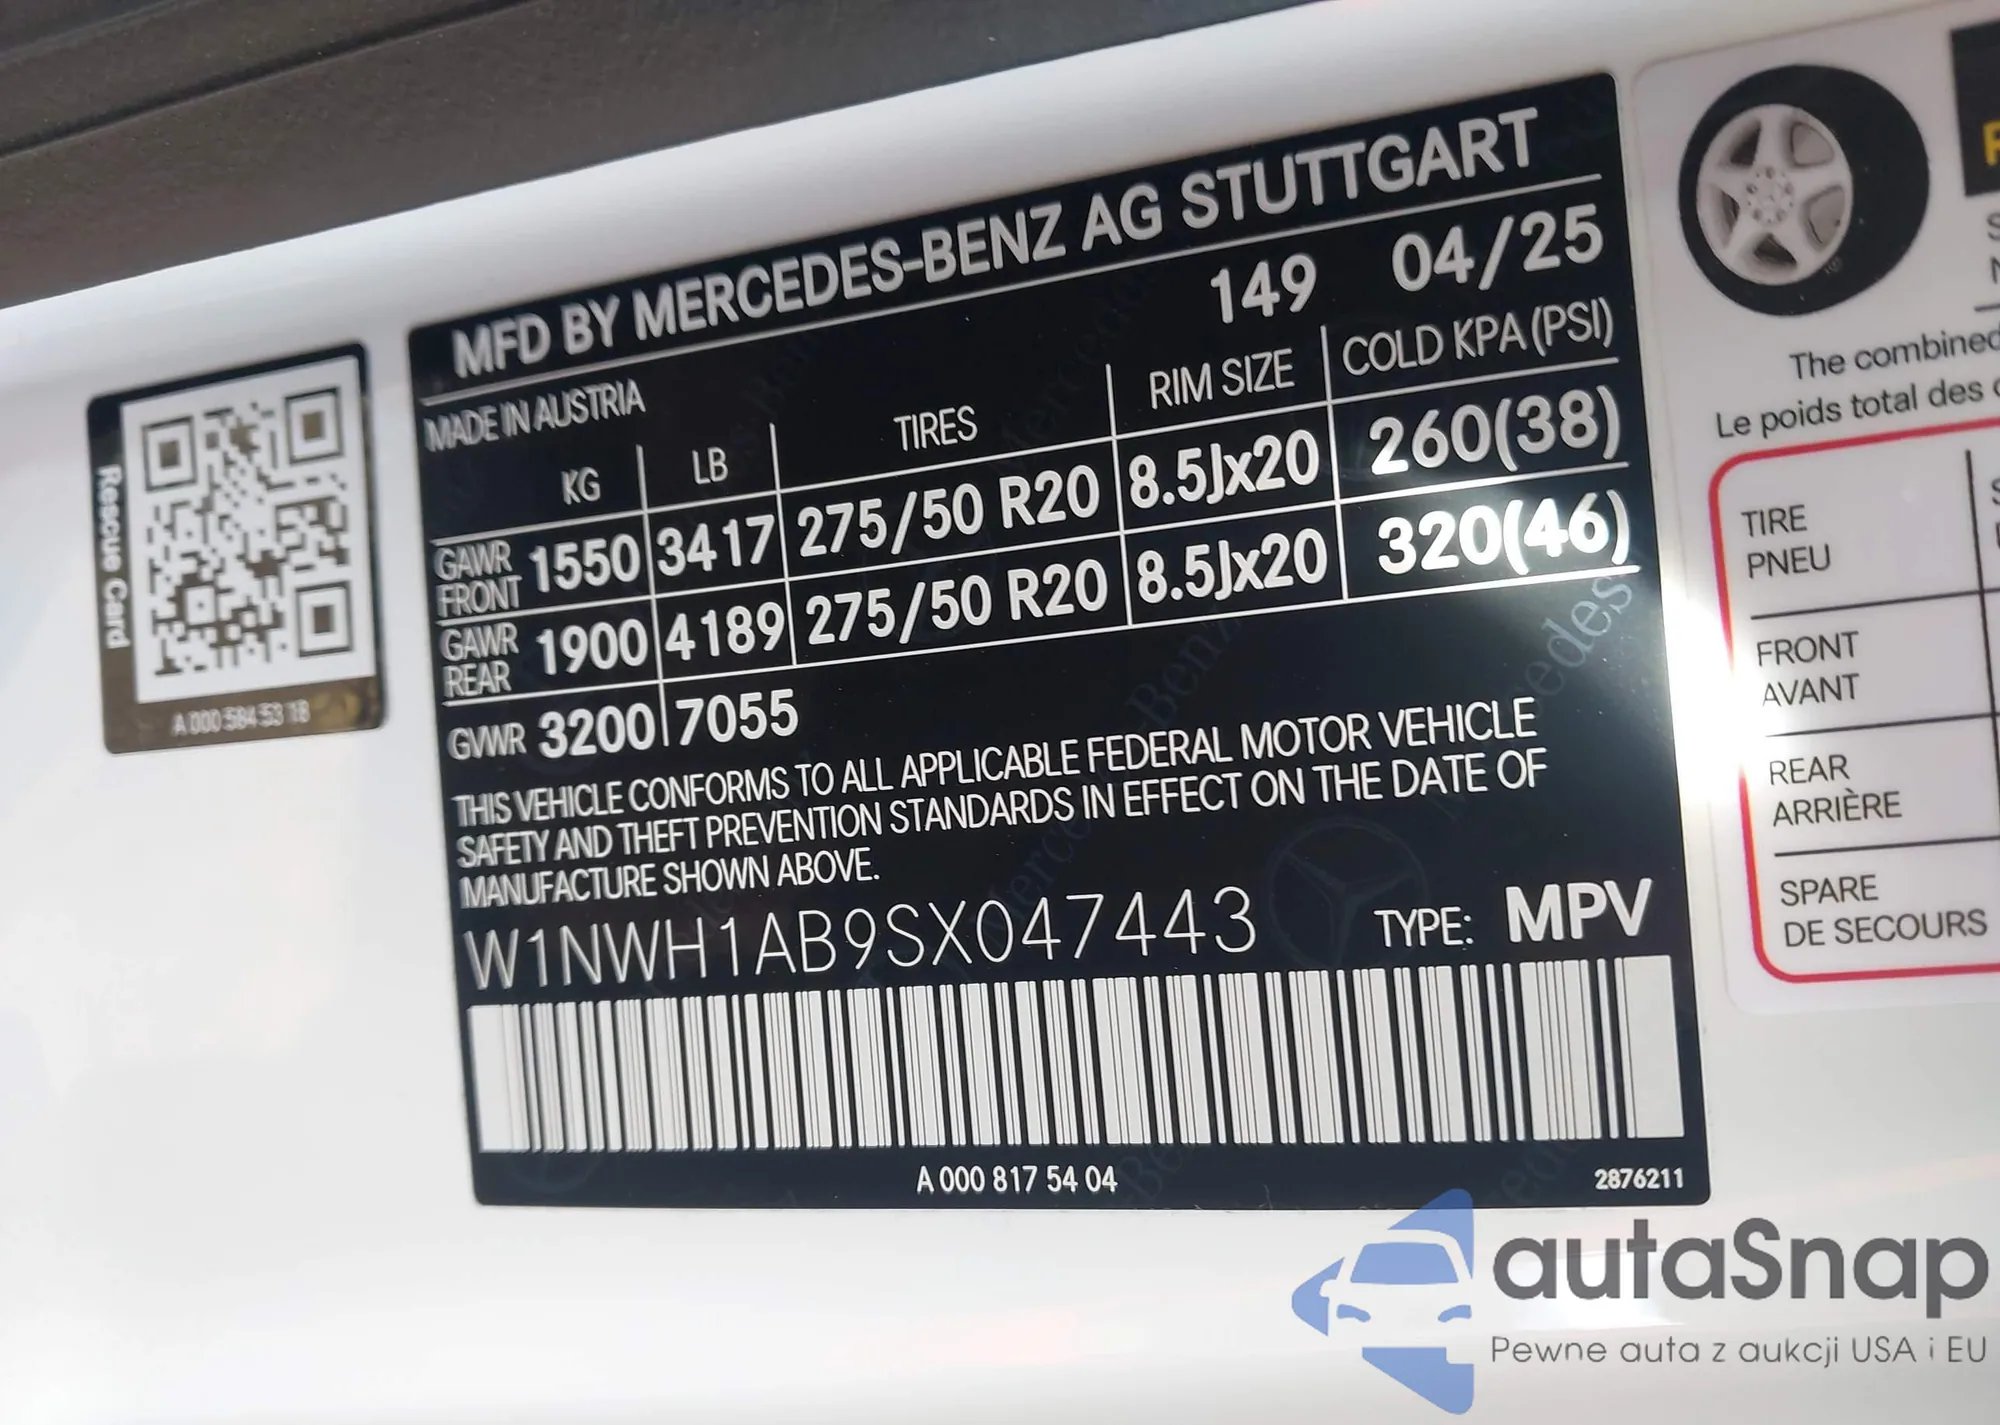 MFD BY MERCEDES-BENZ AG STUTTGART
149 04/25
MADE IN AUSTRIA
KG LB TIRES RIM SIZE COLD KPA (PSI)
GAWR FRONT 1550 3417 275/50 R20 8.5Jx20 260(38)
GAWR REAR 1900 4189 275/50 R20 8.5Jx20 320(46)
GVWR 3200 7055
THIS VEHICLE CONFORMS TO ALL APPLICABLE FEDERAL MOTOR VEHICLE
SAFETY AND THEFT PREVENTION STANDARDS IN EFFECT ON THE DATE OF
MANUFACTURE SHOWN ABOVE.
W1NWH1AB9SX047443 TYPE: MPV
A 000 817 54 04 2876211
Rescue Card
A 000 584 53 18
The combined
Le poids total des
TIRE
PNEU
FRONT
AVANT
REAR
ARRIÈRE
SPARE
DE SECOURS
autaSnap
Pewne auta z aukcji USA i EU